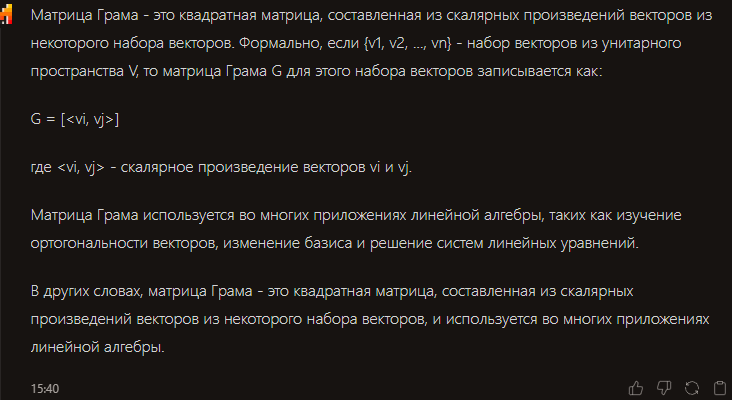 Матрица Грама - это квадратная матрица, составленная из скалярных произведений векторов из
некоторого набора векторов. Формально, если {v1, v2, ..., vn} - набор векторов из унитарного
пространства V, то матрица Грама G для этого набора векторов записывается как:
G = [<vi, vj>]
где <vi, vj> - скалярное произведение векторов vi и vj.
Матрица Грама используется во многих приложениях линейной алгебры, таких как изучение
ортогональности векторов, изменение базиса и решение систем линейных уравнений.
В других словах, матрица Грама - это квадратная матрица, составленная из скалярных
произведений векторов из некоторого набора векторов, и используется во многих приложениях
линейной алгебры.
15:40